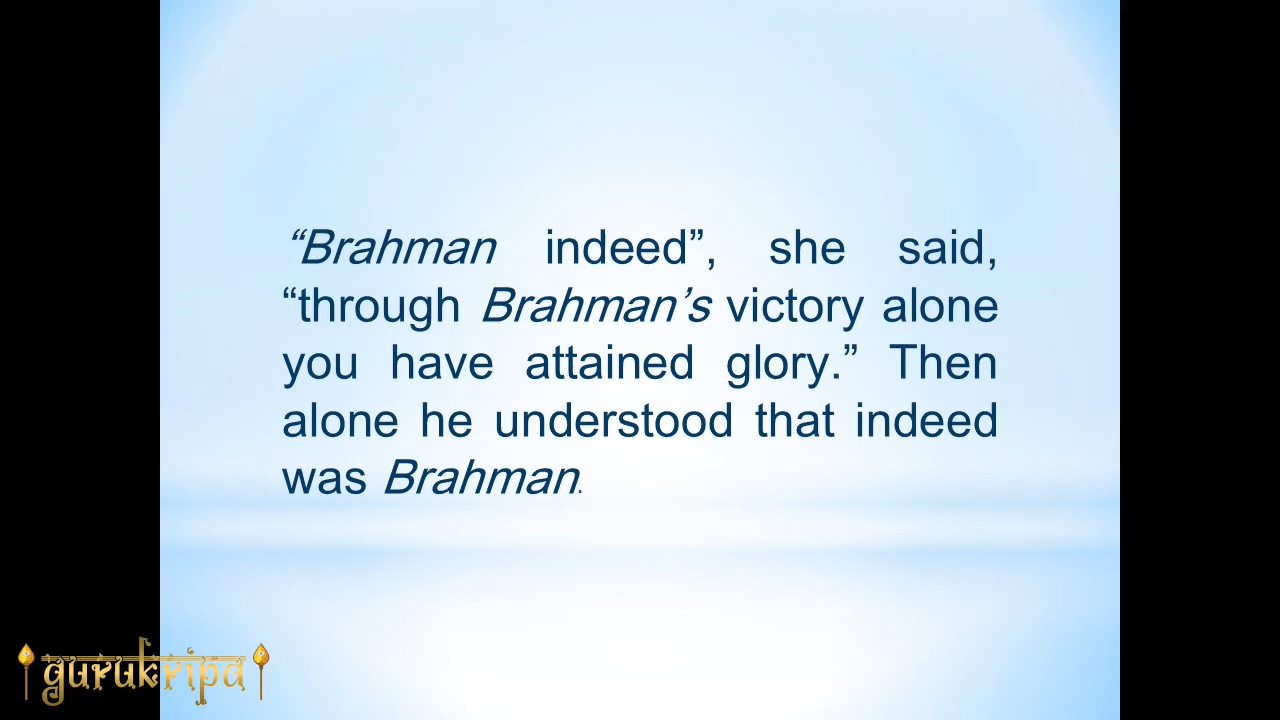 “Brahman indeed”, she said,
“through Brahman’s victory alone
you have attained glory.” Then
alone he understood that indeed
was Brahman.
gurukripa